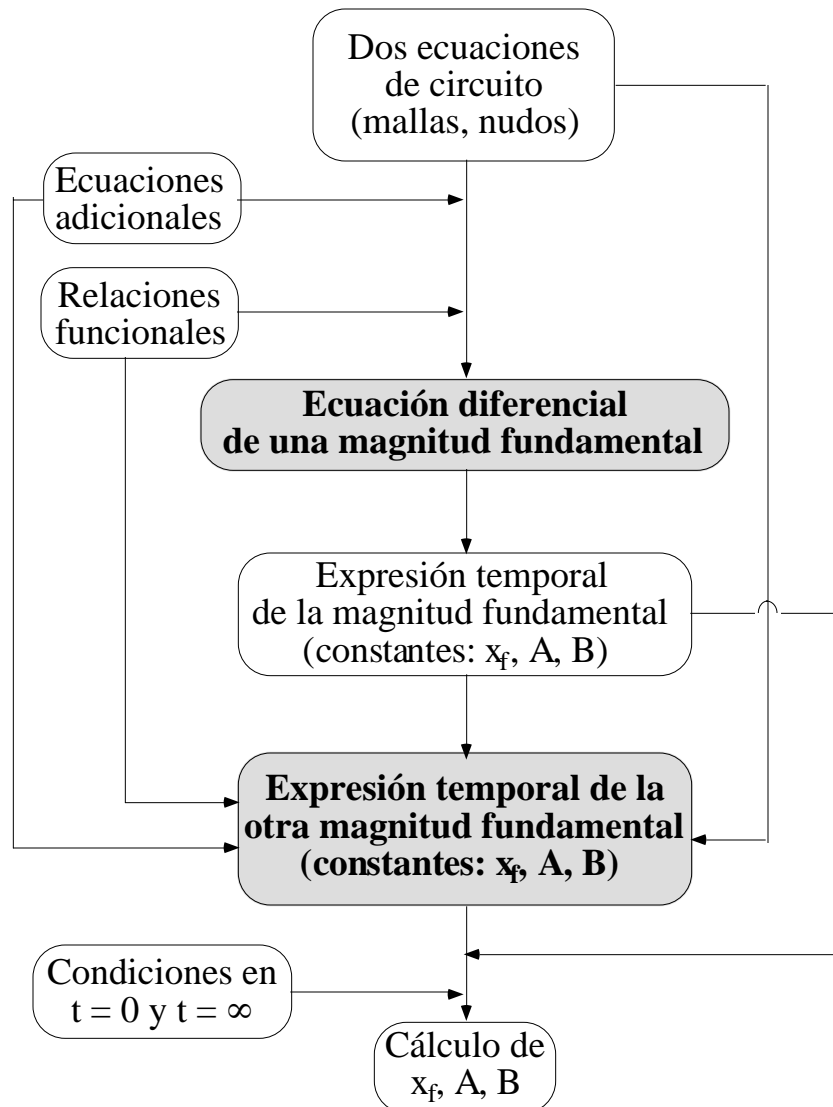 Dos ecuaciones
de circuito
(mallas, nudos)
Ecuaciones
adicionales
Relaciones
funcionales
Ecuación diferencial
de una magnitud fundamental
Expresión temporal
de la magnitud fundamental
(constantes: xf, A, B)
Expresión temporal de la
otra magnitud fundamental
(constantes: xf, A, B)
Condiciones en
t = 0 y t = ∞
Cálculo de
xf, A, B